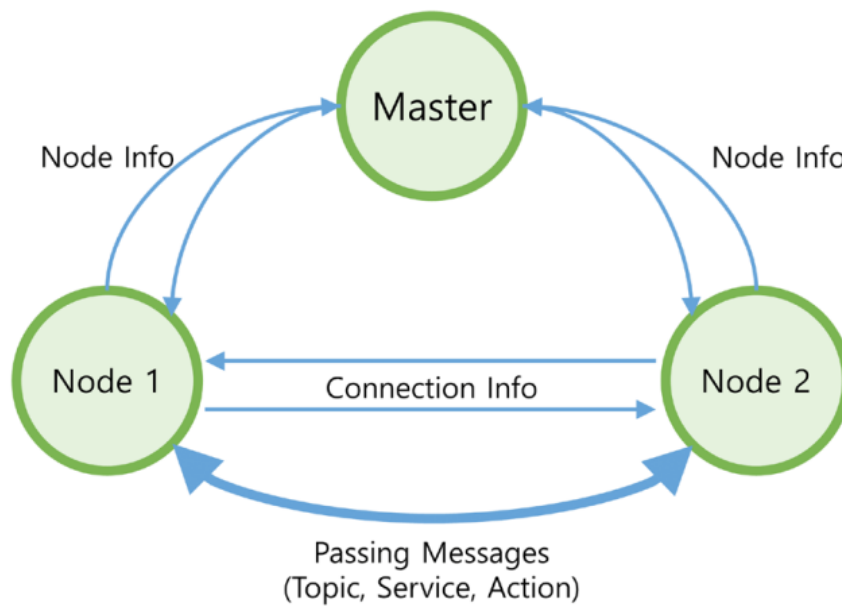 Master
Node Info
Node Info
Node 1
Connection Info
Node 2
Passing Messages
(Topic, Service, Action)